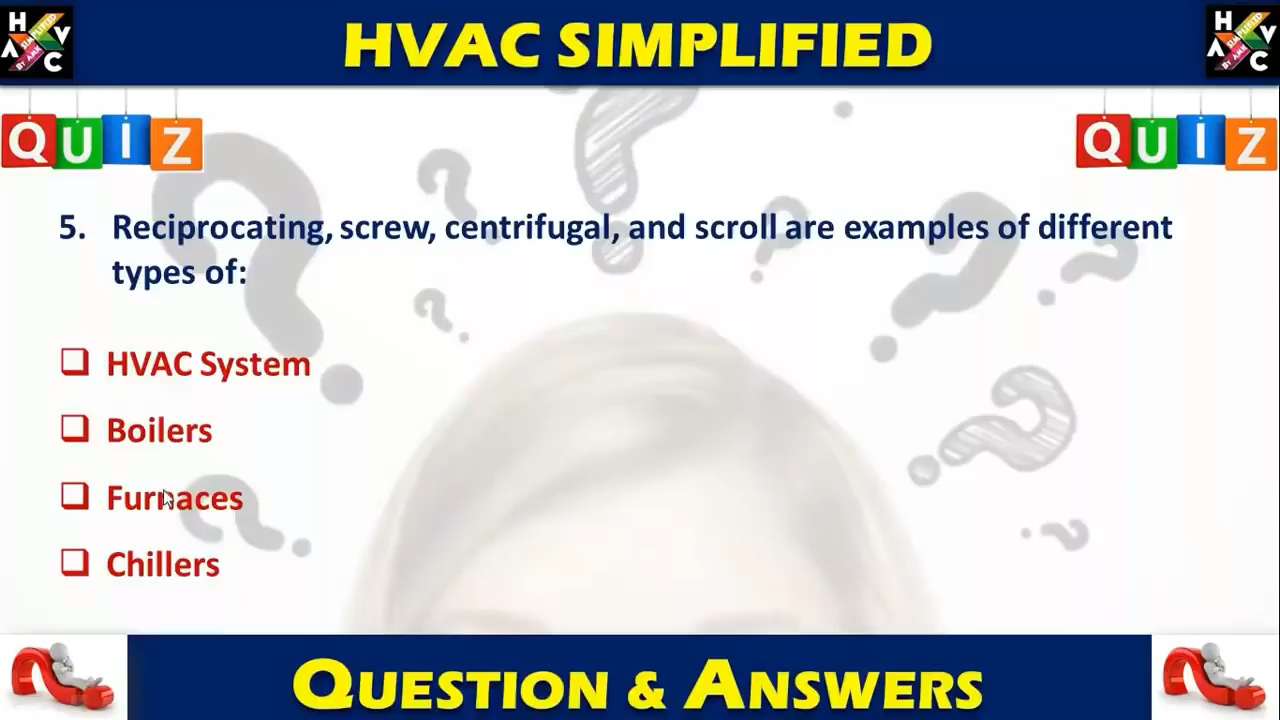 HVAC SIMPLIFIED
QUIZ
QUIZ
5. Reciprocating, screw, centrifugal, and scroll are examples of different
types of:
HVAC System
Boilers
Furnaces
Chillers
QUESTION & ANSWERS